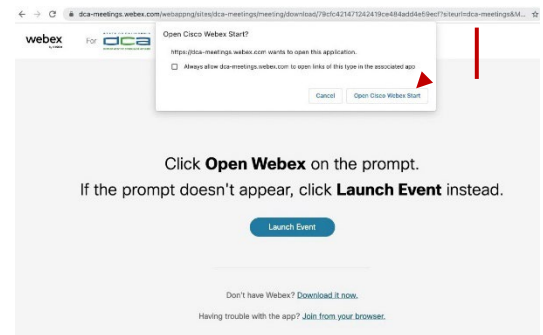 dca-meetings.webex.com/webappng/sites/dca-meetings/meeting/download/79cfc421471242419ce484add4e59ecf?siteurl=dca-meetings&M...
webex
For dca
Open Cisco Webex Start?
https://dca-meetings.webex.com wants to open this application.
Always allow dca-meetings.webex.com to open links of this type in the associated app
Cancel Open Cisco Webex Start
Click Open Webex on the prompt.
If the prompt doesn't appear, click Launch Event instead.
Launch Event
Don't have Webex? Download it now.
Having trouble with the app? Join from your browser.